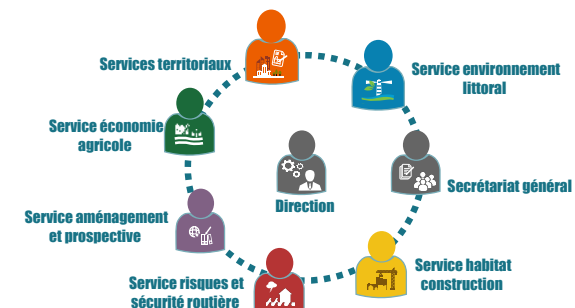 Services territoriaux
Service environnement
littoral
Service économie
agricole
Secrétariat général
Direction
Service aménagement
et prospective
Service habitat
construction
Service risques et
sécurité routière